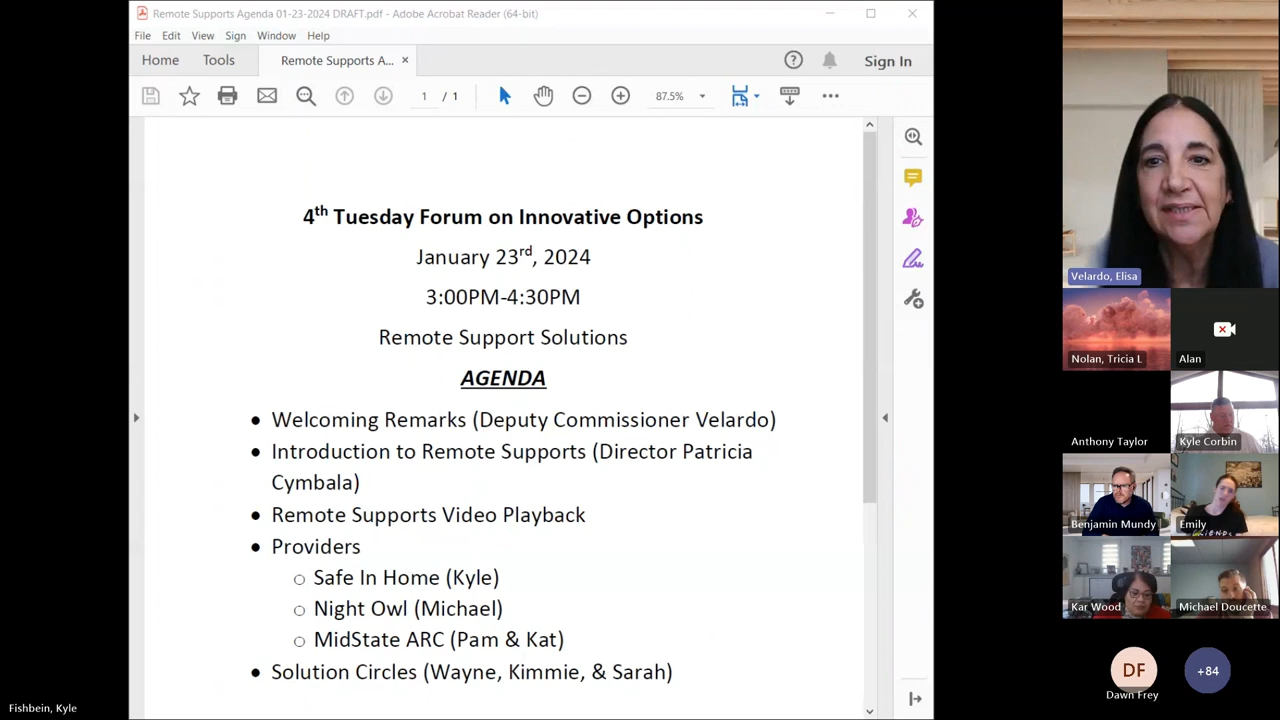 Remote Supports Agenda 01-23-2024 DRAFT.pdf - Adobe Acrobat Reader (64-bit)
File Edit View Sign Window Help
Home Tools Remote Supports A... × Sign In
1 / 1 87.5%
4th Tuesday Forum on Innovative Options
January 23rd, 2024
3:00PM-4:30PM
Remote Support Solutions
AGENDA
• Welcoming Remarks (Deputy Commissioner Velardo)
• Introduction to Remote Supports (Director Patricia
Cymbala)
• Remote Supports Video Playback
• Providers
○ Safe In Home (Kyle)
○ Night Owl (Michael)
○ MidState ARC (Pam & Kat)
• Solution Circles (Wayne, Kimmie, & Sarah)
Velardo, Elisa
Nolan, Tricia L
Alan
Anthony Taylor
Kyle Corbin
Benjamin Mundy
Emily
Kar Wood
Michael Doucette
DF
+84
Dawn Frey
Fishbein, Kyle